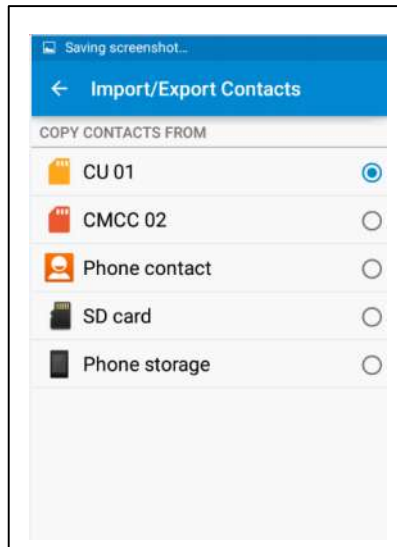 Saving screenshot...
Import/Export Contacts
COPY CONTACTS FROM
CU 01
CMCC 02
Phone contact
SD card
Phone storage